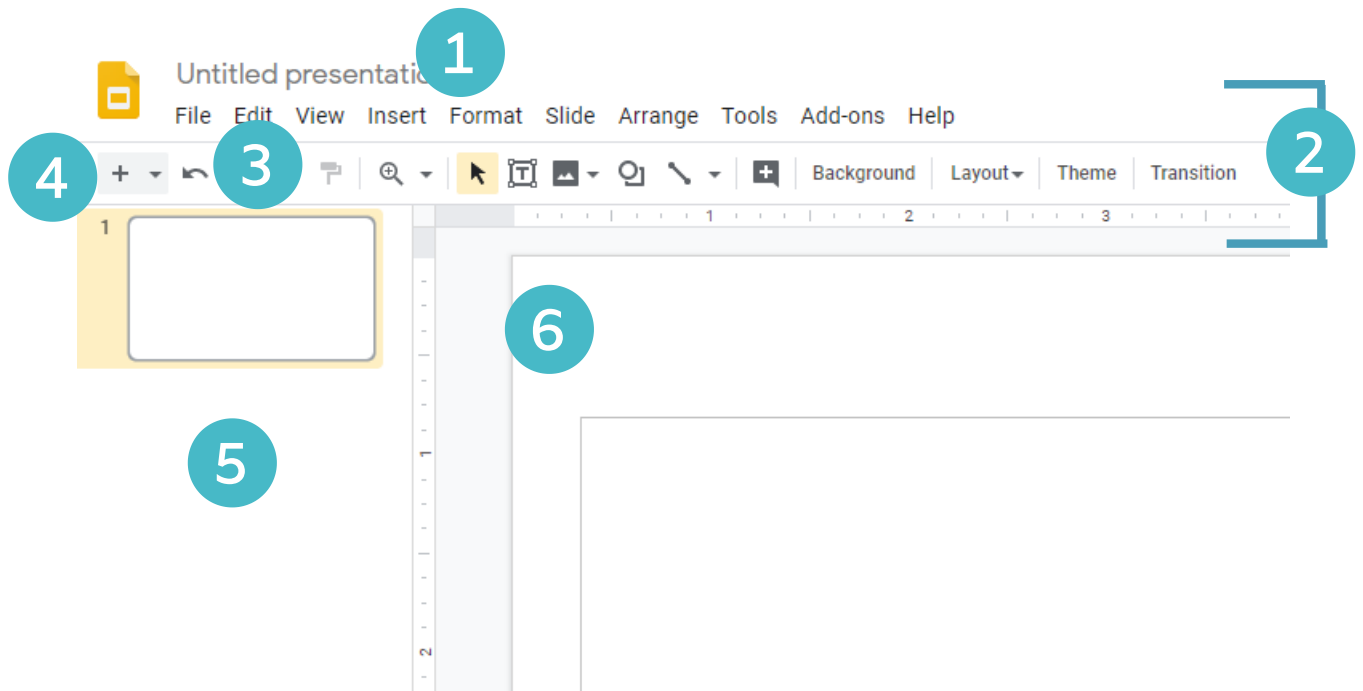 1
Untitled presentatio
File Edit View Insert Format Slide Arrange Tools Add-ons Help
2
4
3
Background Layout Theme Transition
1
1 2 3
6
5
1
2